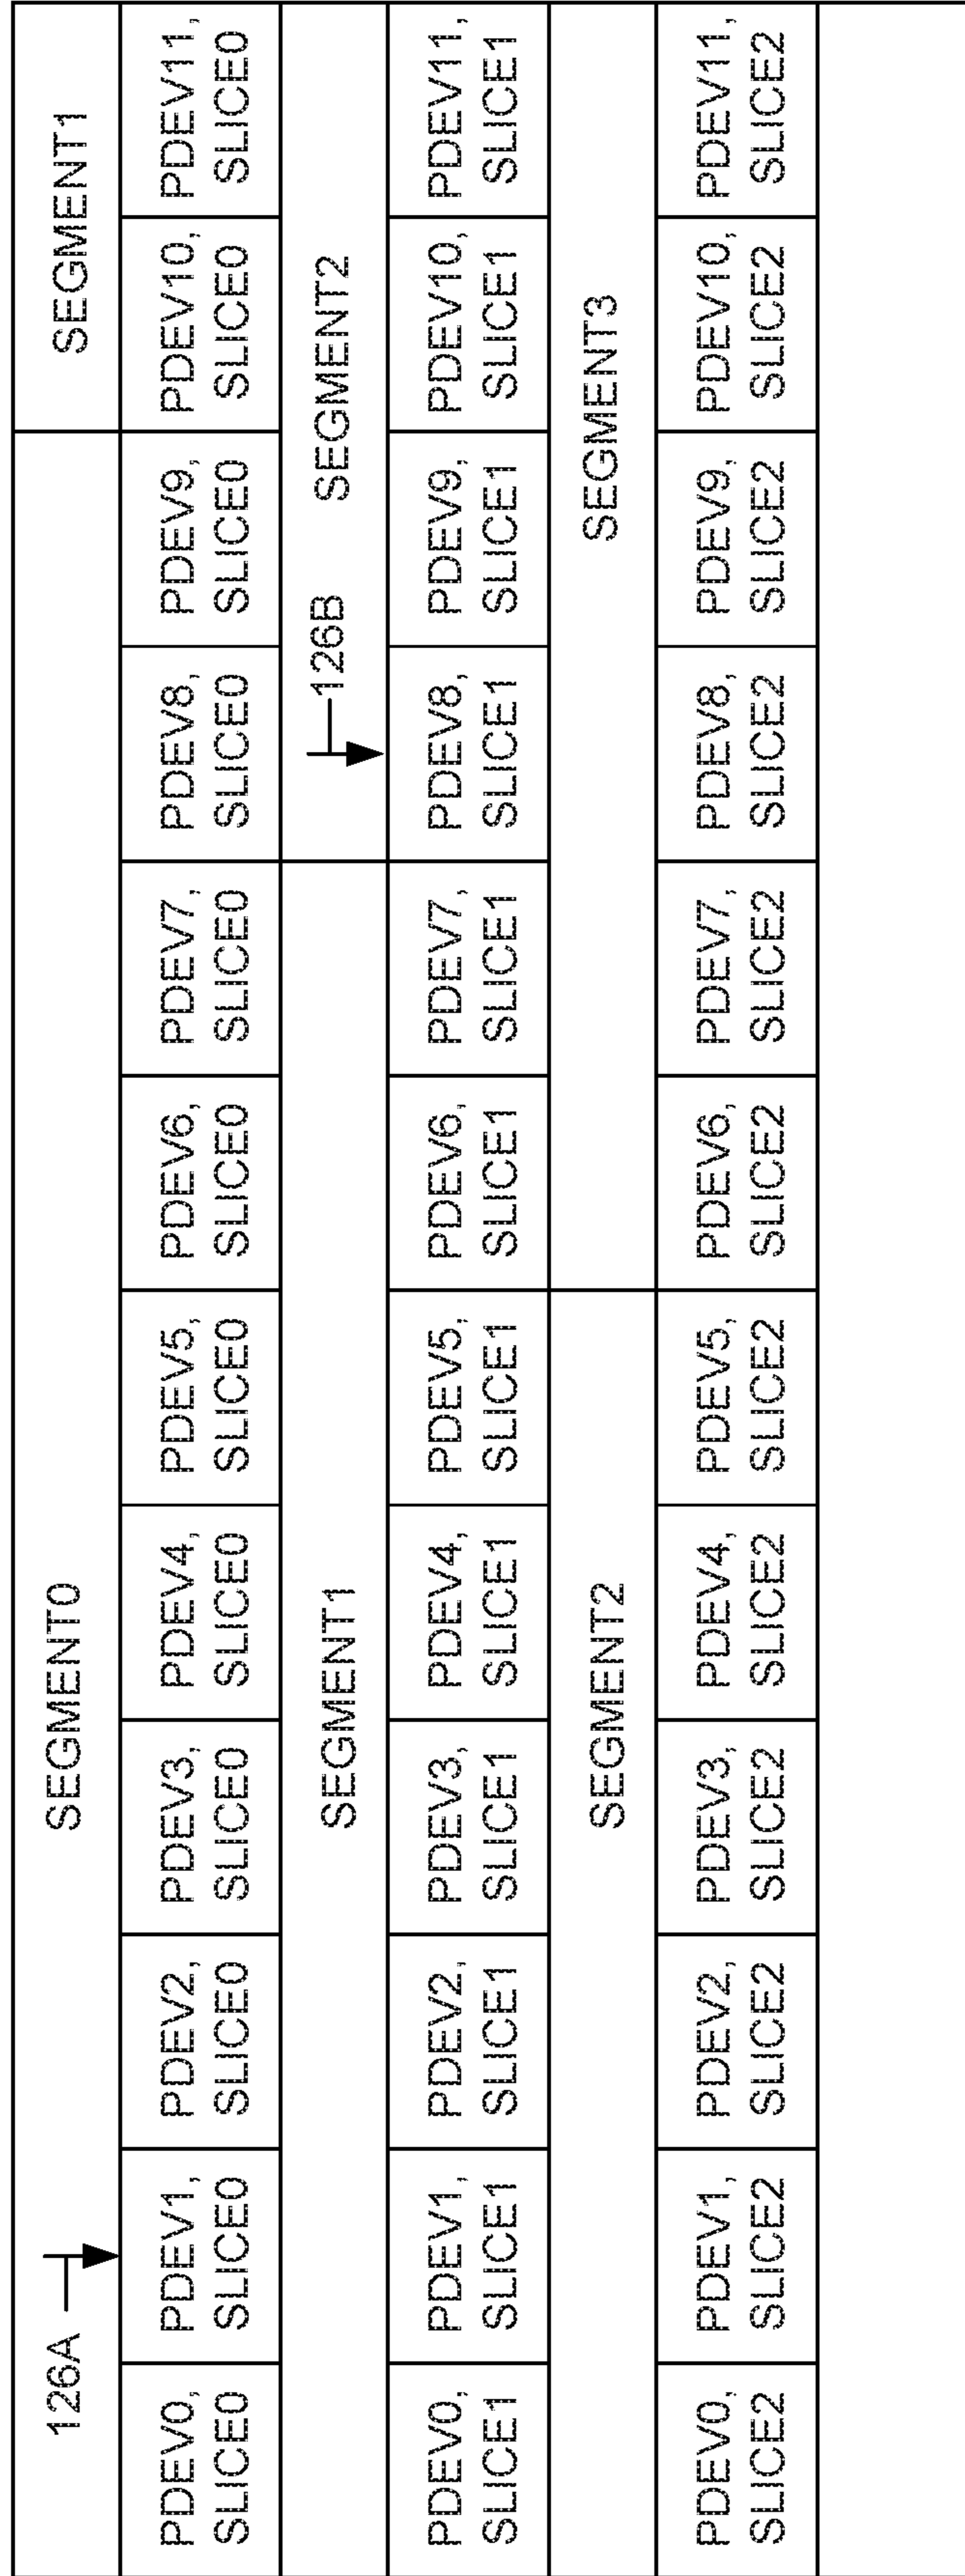 126A
SEGMENT0
SEGMENT1
PDEV0,
SLICE0
PDEV1,
SLICE0
PDEV2,
SLICE0
PDEV3,
SLICE0
PDEV4,
SLICE0
PDEV5,
SLICE0
PDEV6,
SLICE0
PDEV7,
SLICE0
PDEV8,
SLICE0
PDEV9,
SLICE0
PDEV10,
SLICE0
PDEV11,
SLICE0
SEGMENT1
126B
SEGMENT2
PDEV0,
SLICE1
PDEV1,
SLICE1
PDEV2,
SLICE1
PDEV3,
SLICE1
PDEV4,
SLICE1
PDEV5,
SLICE1
PDEV6,
SLICE1
PDEV7,
SLICE1
PDEV8,
SLICE1
PDEV9,
SLICE1
PDEV10,
SLICE1
PDEV11,
SLICE1
SEGMENT2
SEGMENT3
PDEV0,
SLICE2
PDEV1,
SLICE2
PDEV2,
SLICE2
PDEV3,
SLICE2
PDEV4,
SLICE2
PDEV5,
SLICE2
PDEV6,
SLICE2
PDEV7,
SLICE2
PDEV8,
SLICE2
PDEV9,
SLICE2
PDEV10,
SLICE2
PDEV11,
SLICE2